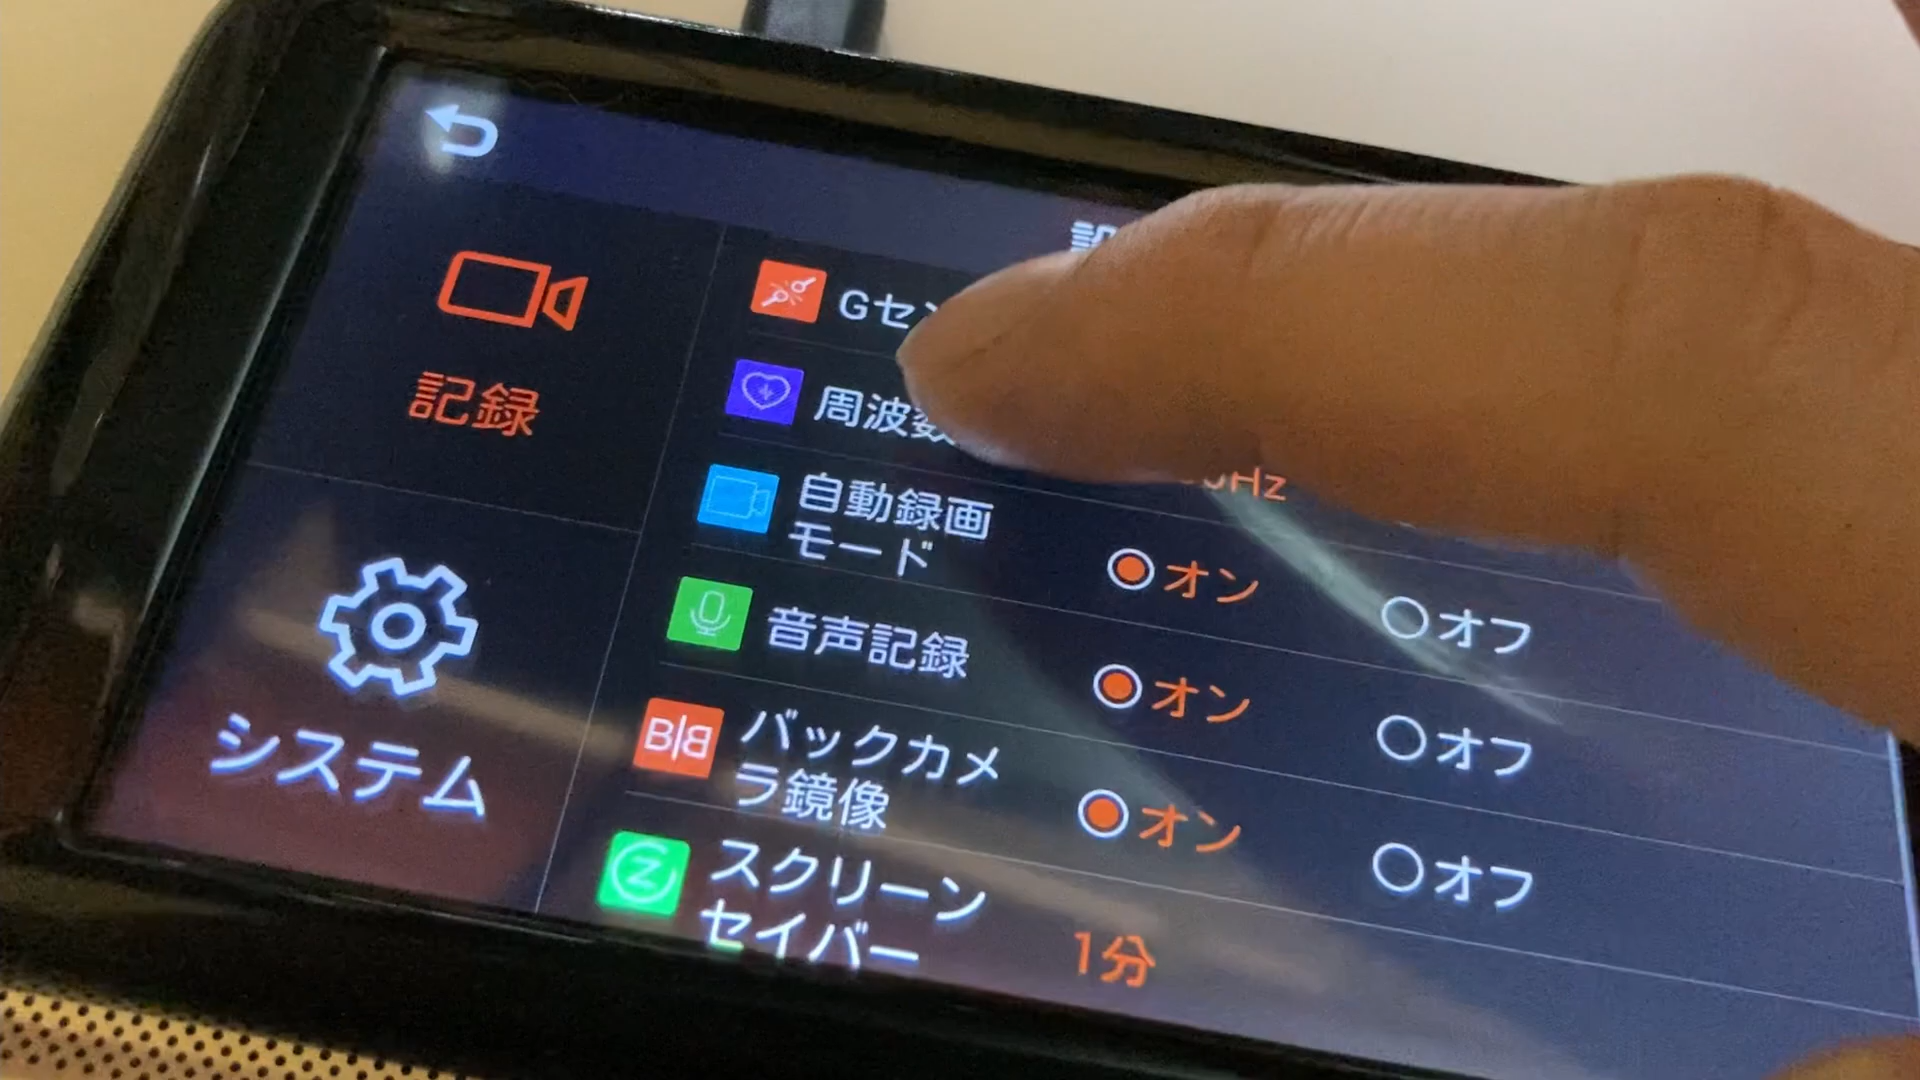 記録
システム
Gセ
周波数
Hz
自動録画
モード
オン
オフ
音声記録
オン
オフ
B|B
バックカメ
ラ鏡像
オン
オフ
スクリーン
セイバー
1分